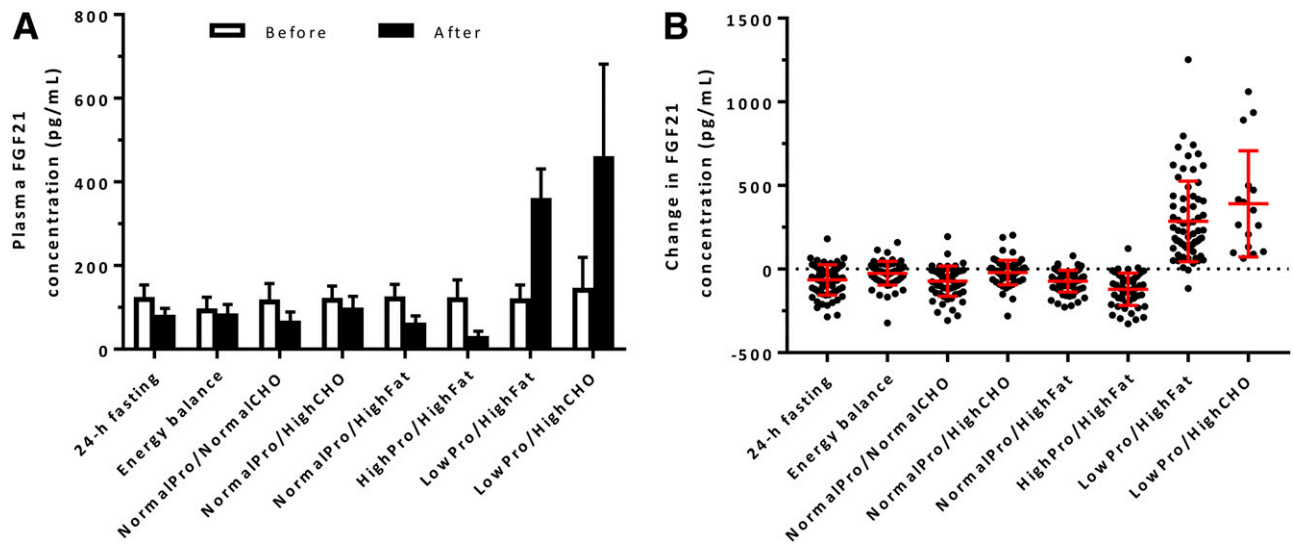 A
Plasma FGF21
concentration (pg/mL)
800
600
400
200
0
Before
After
24-h fasting
Energy balance
NormalPro/NormalCHO
NormalPro/HighCHO
NormalPro/HighFat
HighPro/HighFat
LowPro/HighFat
LowPro/HighCHO
B
Change in FGF21
concentration (pg/mL)
1500
1000
500
0
-500
24-h fasting
Energy balance
NormalPro/NormalCHO
NormalPro/HighCHO
NormalPro/HighFat
HighPro/HighFat
LowPro/HighFat
LowPro/HighCHO